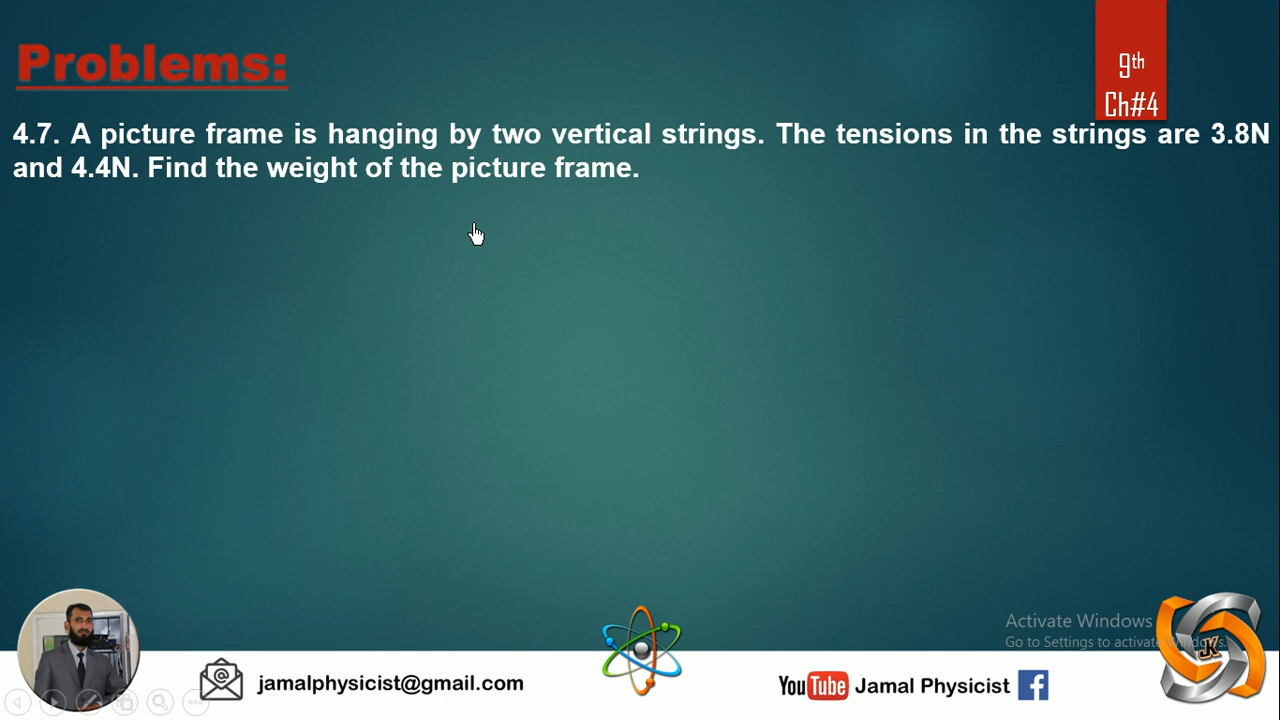 Problems:
9th
Ch#4
4.7. A picture frame is hanging by two vertical strings. The tensions in the strings are 3.8N
and 4.4N. Find the weight of the picture frame.
Activate Windows
Go to Settings to activate Windows.
JK
jamalphysicist@gmail.com
YouTube Jamal Physicist f